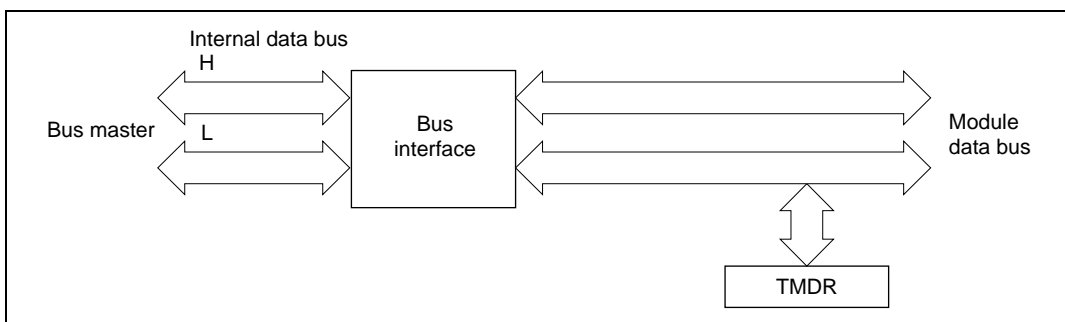 Internal data bus
H
Bus master
L
Bus
interface
Module
data bus
TMDR